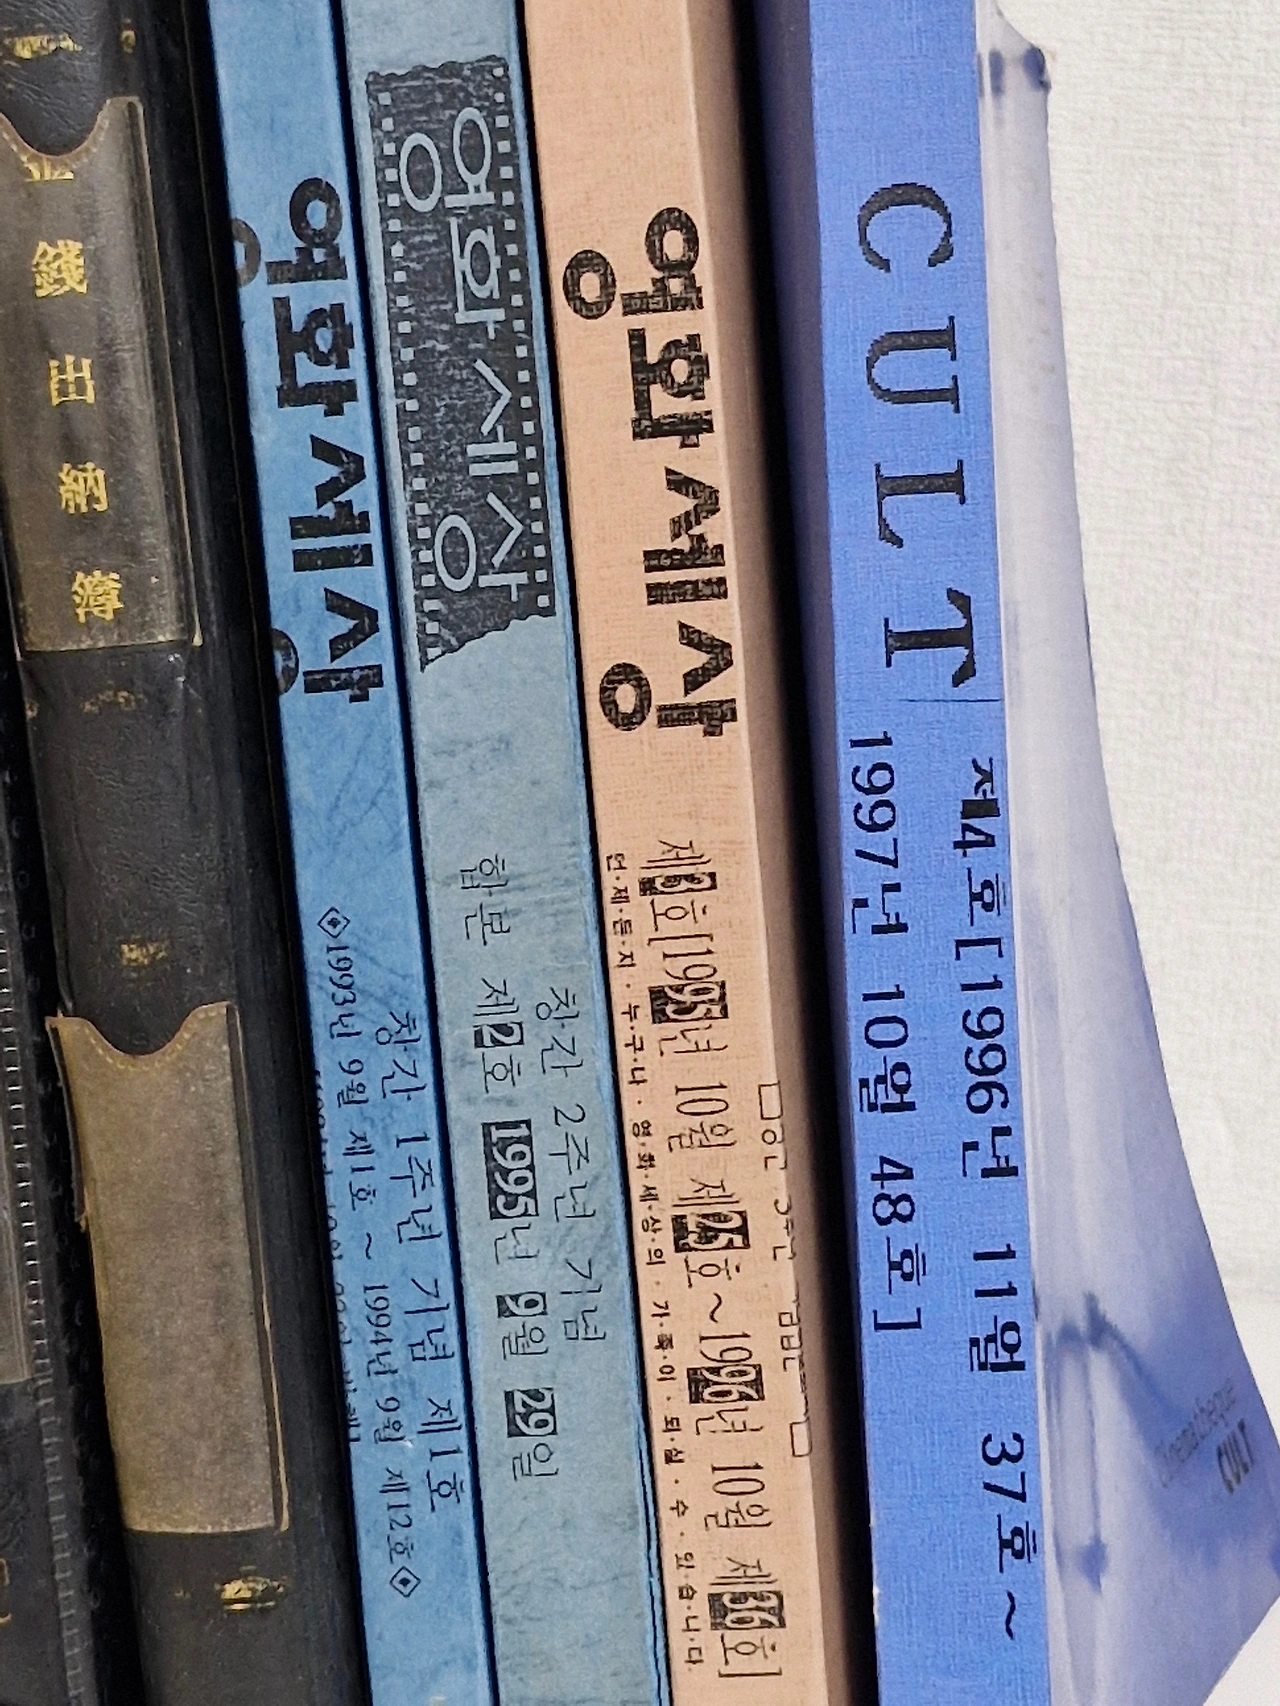 金錢出納簿
영화세상
창간 1주년 기념 제1호
◇1993년 9월 제1호 ~ 1994년 9월 제12호◇
영화세상
창간 2주년 기념
합본 제2호 1995년 9월 29일
영화세상
제3호[1995년 10월 제25호~1996년 10월 제36호]
언·제·든·지·누·구·나·영·화·세·상·의·가·족·이·되·실·수·있·습·니·다.
CULT
제4호[1996년 11월 37호 ~
1997년 10월 48호]
Cinematheque
CULT